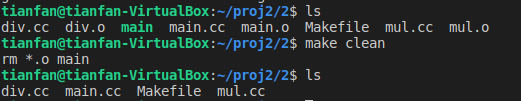 tianfan@tianfan-VirtualBox:~/proj2/2$ ls
div.cc div.o main main.cc main.o Makefile mul.cc mul.o
tianfan@tianfan-VirtualBox:~/proj2/2$ make clean
rm *.o main
tianfan@tianfan-VirtualBox:~/proj2/2$ ls
div.cc main.cc Makefile mul.cc